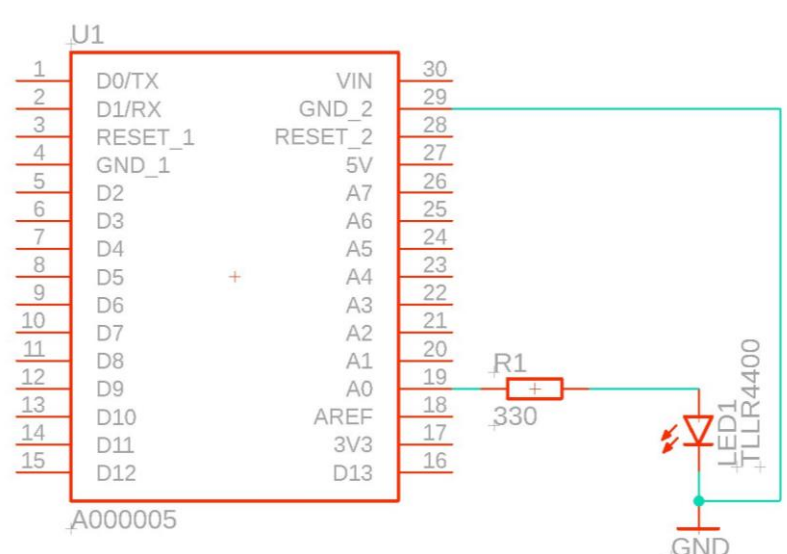 U1
1 D0/TX VIN 30
2 D1/RX GND_2 29
3 RESET_1 RESET_2 28
4 GND_1 5V 27
5 D2 A7 26
6 D3 A6 25
7 D4 A5 24
8 D5 A4 23
9 D6 A3 22
10 D7 A2 21
11 D8 A1 20
12 D9 A0 19
13 D10 AREF 18
14 D11 3V3 17
15 D12 D13 16
A000005
R1
330
LED1
TLLR4400
GND